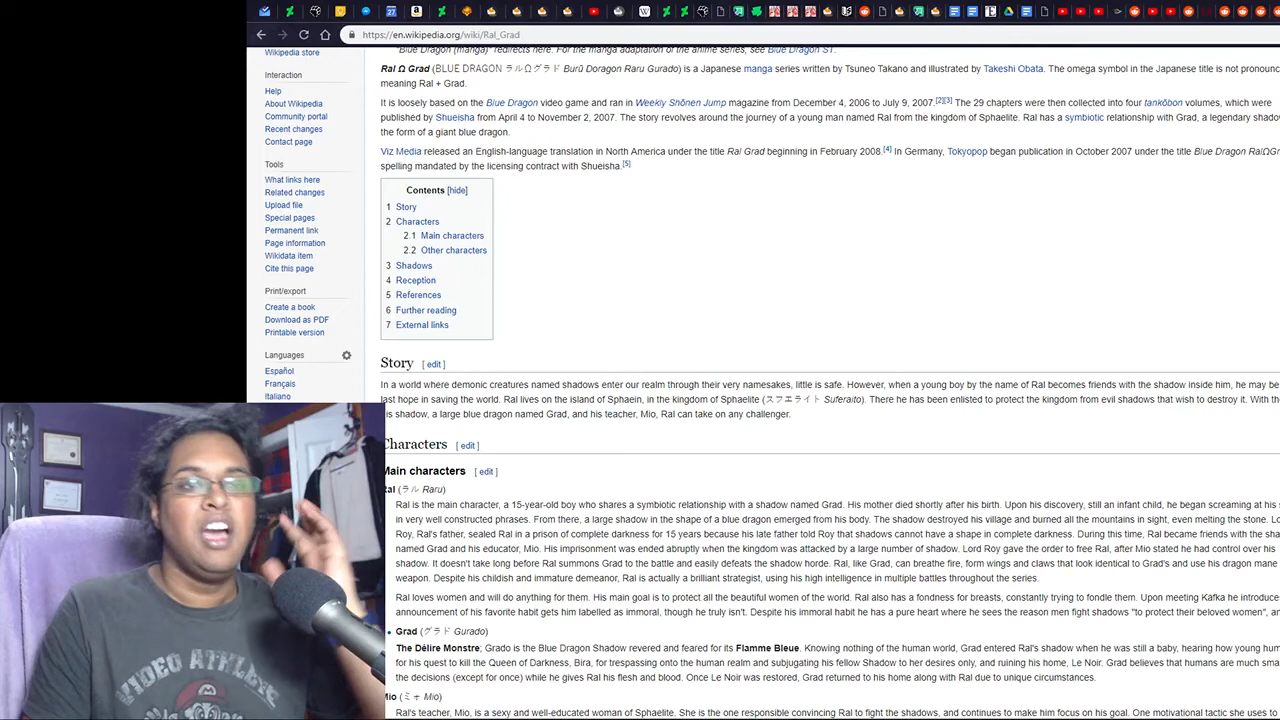 https://en.wikipedia.org/wiki/Ral_Grad
"Blue Dragon (manga)" redirects here. For the manga adaptation of the anime series, see Blue Dragon ST.
Wikipedia store
Interaction
Help
About Wikipedia
Community portal
Recent changes
Contact page
Tools
What links here
Related changes
Upload file
Special pages
Permanent link
Page information
Wikidata item
Cite this page
Print/export
Create a book
Download as PDF
Printable version
Languages
Español
Français
Italiano
Ral Ω Grad (BLUE DRAGON ラルΩグラド Burū Doragon Raru Gurado) is a Japanese manga series written by Tsuneo Takano and illustrated by Takeshi Obata. The omega symbol in the Japanese title is not
meaning Ral + Grad.
It is loosely based on the Blue Dragon video game and ran in Weekly Shōnen Jump magazine from December 4, 2006 to July 9, 2007.[2][3] The 29 chapters were then collected into four tankōbon volumes, which were
published by Shueisha from April 4 to November 2, 2007. The story revolves around the journey of a young man named Ral from the kingdom of Sphaelite. Ral has a symbiotic relationship with Grad, a legendary
the form of a giant blue dragon.
Viz Media released an English-language translation in North America under the title Ral Grad beginning in February 2008.[4] In Germany, Tokyopop began publication in October 2007 under the title Blue Dragon
spelling mandated by the licensing contract with Shueisha.[5]
Contents [hide]
1 Story
2 Characters
2.1 Main characters
2.2 Other characters
3 Shadows
4 Reception
5 References
6 Further reading
7 External links
Story [ edit ]
In a world where demonic creatures named shadows enter our realm through their very namesakes, little is safe. However, when a young boy by the name of Ral becomes friends with the shadow inside him, he may be
last hope in saving the world. Ral lives on the island of Sphaein, in the kingdom of Sphaelite (スフエライト Suferaito). There he has been enlisted to protect the kingdom from evil shadows that wish to destroy it. With
is shadow, a large blue dragon named Grad, and his teacher, Mio, Ral can take on any challenger.
Characters [ edit ]
Main characters [ edit ]
Ral (ラル Raru)
Ral is the main character, a 15-year-old boy who shares a symbiotic relationship with a shadow named Grad. His mother died shortly after his birth. Upon his discovery, still an infant child, he began screaming at his
in very well constructed phrases. From there, a large shadow in the shape of a blue dragon emerged from his body. The shadow destroyed his village and burned all the mountains in sight, even melting the stone.
Roy, Ral's father, sealed Ral in a prison of complete darkness for 15 years because his late father told Roy that shadows cannot have a shape in complete darkness. During this time, Ral became friends with the
named Grad and his educator, Mio. His imprisonment was ended abruptly when the kingdom was attacked by a large number of shadow. Lord Roy gave the order to free Ral, after Mio stated he had control over his
shadow. It doesn't take long before Ral summons Grad to the battle and easily defeats the shadow horde. Ral, like Grad, can breathe fire, form wings and claws that look identical to Grad's and use his dragon mane
weapon. Despite his childish and immature demeanor, Ral is actually a brilliant strategist, using his high intelligence in multiple battles throughout the series.
Ral loves women and will do anything for them. His main goal is to protect all the beautiful women of the world. Ral also has a fondness for breasts, constantly trying to fondle them. Upon meeting Kafka he
announcement of his favorite habit gets him labelled as immoral, though he truly isn't. Despite his immoral habit he has a pure heart where he sees the reason men fight shadows "to protect their beloved women",
Grad (グラド Gurado)
The Délire Monstre; Grado is the Blue Dragon Shadow revered and feared for its Flamme Bleue. Knowing nothing of the human world, Grad entered Ral's shadow when he was still a baby, hearing how young
for his quest to kill the Queen of Darkness, Bira, for trespassing onto the human realm and subjugating his fellow Shadow to her desires only, and ruining his home, Le Noir. Grad believes that humans are much
the decisions (except for once) while he gives Ral his flesh and blood. Once Le Noir was restored, Grad returned to his home along with Ral due to unique circumstances.
Mio (ミオ Mio)
Ral's teacher, Mio, is a sexy and well-educated woman of Sphaelite. She is the one responsible convincing Ral to fight the shadows, and continues to make him focus on his goal. One motivational tactic she uses to
VIDEO ATHLETE